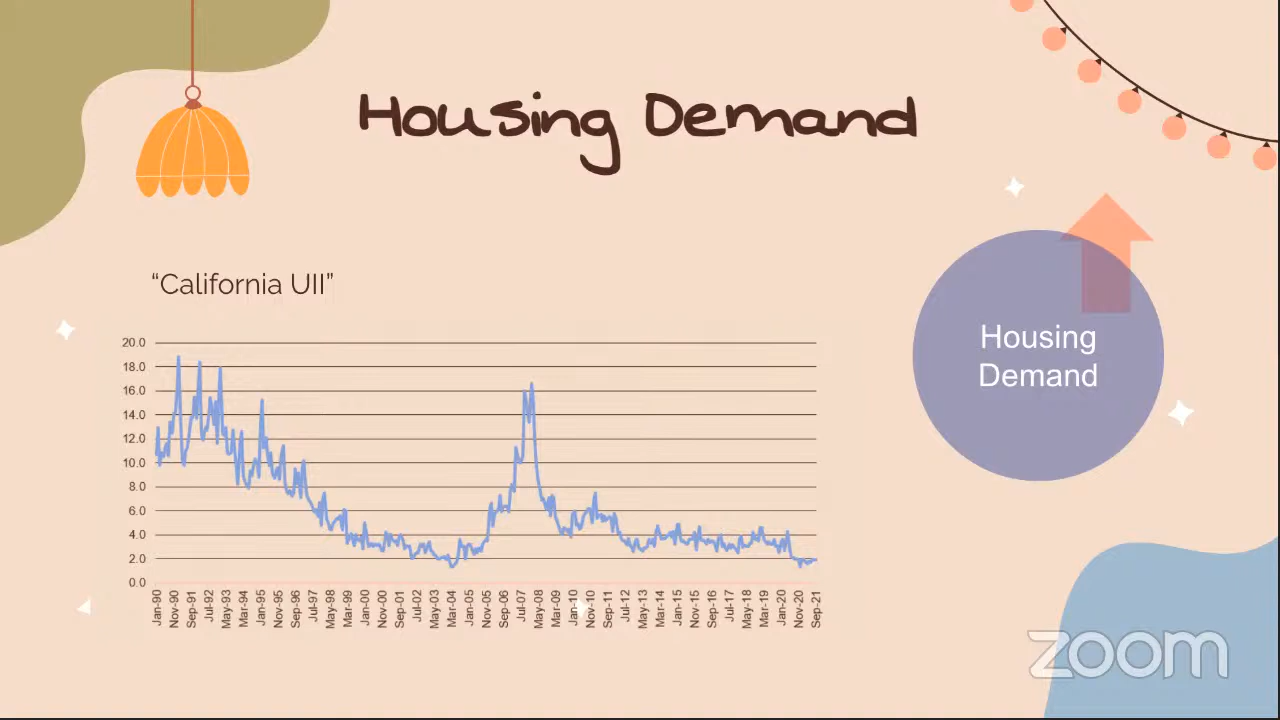 Housing Demand
“California UII”
Housing
Demand
20.0
18.0
16.0
14.0
12.0
10.0
8.0
6.0
4.0
2.0
0.0
Jan-90
Nov-90
Sep-91
Jul-92
May-93
Mar-94
Jan-95
Nov-95
Sep-96
Jul-97
May-98
Mar-99
Jan-00
Nov-00
Sep-01
Jul-02
May-03
Mar-04
Jan-05
Nov-05
Sep-06
Jul-07
May-08
Mar-09
Jan-10
Nov-10
Sep-11
Jul-12
May-13
Mar-14
Jan-15
Nov-15
Sep-16
Jul-17
May-18
Mar-19
Jan-20
Nov-20
Sep-21
zoom